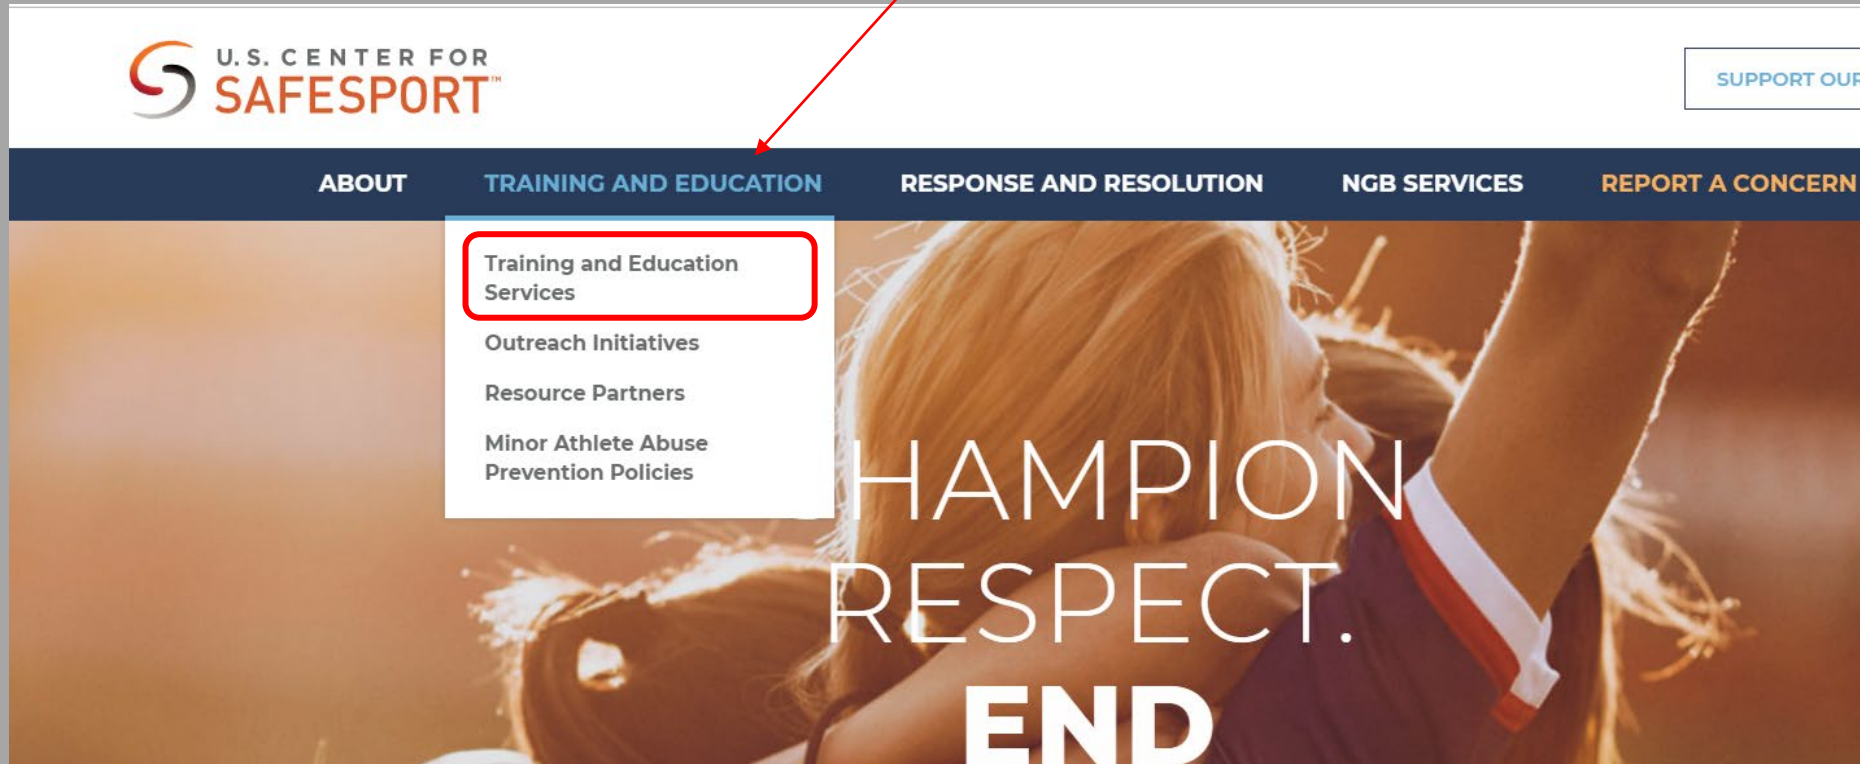 U.S. CENTER FOR
SAFESPORT™
SUPPORT OUR
ABOUT
TRAINING AND EDUCATION
RESPONSE AND RESOLUTION
NGB SERVICES
REPORT A CONCERN
Training and Education
Services
Outreach Initiatives
Resource Partners
Minor Athlete Abuse
Prevention Policies
HAMPION
RESPECT.
END